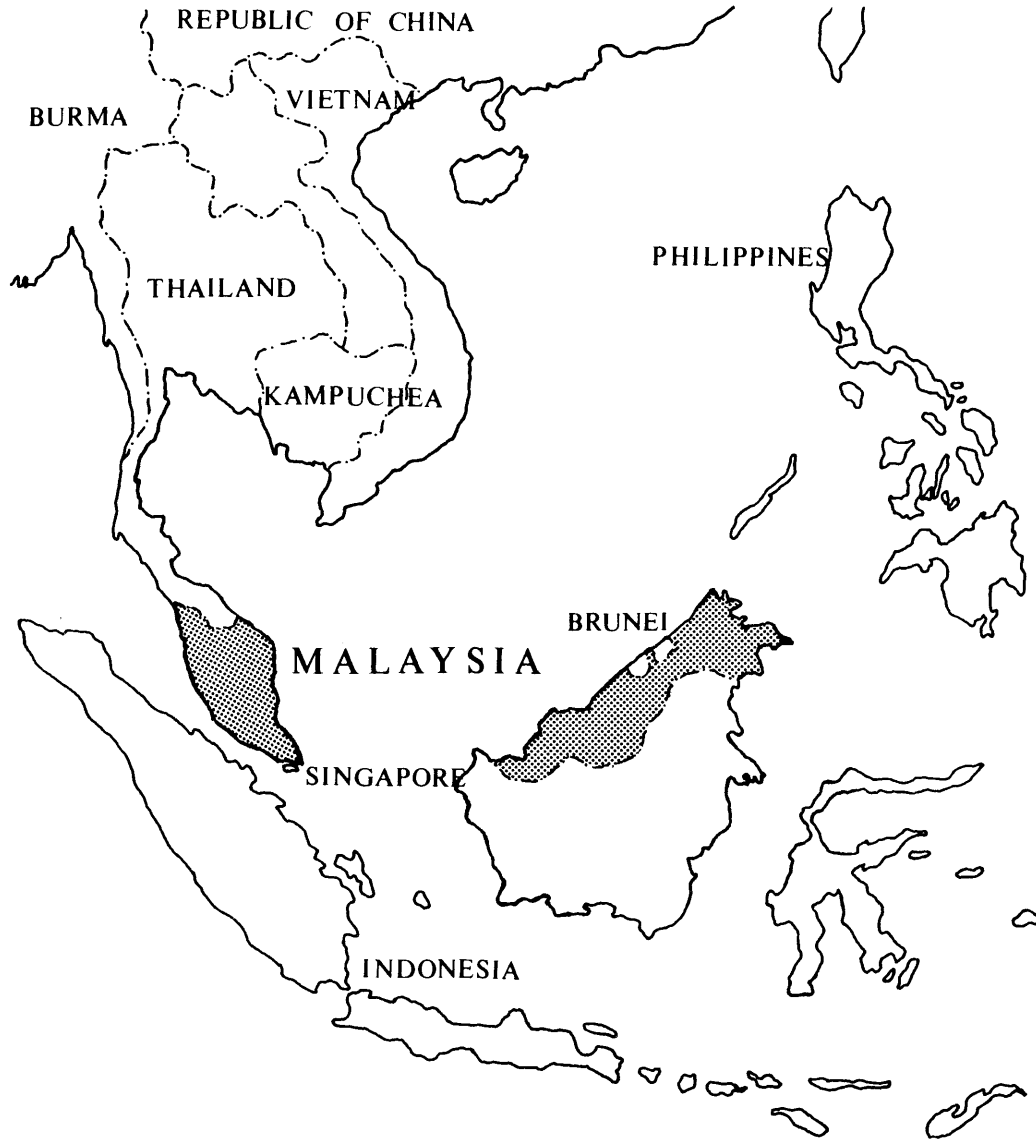 REPUBLIC OF CHINA
VIETNAM
BURMA
PHILIPPINES
THAILAND
KAMPUCHEA
BRUNEI
MALAYSIA
SINGAPORE
INDONESIA